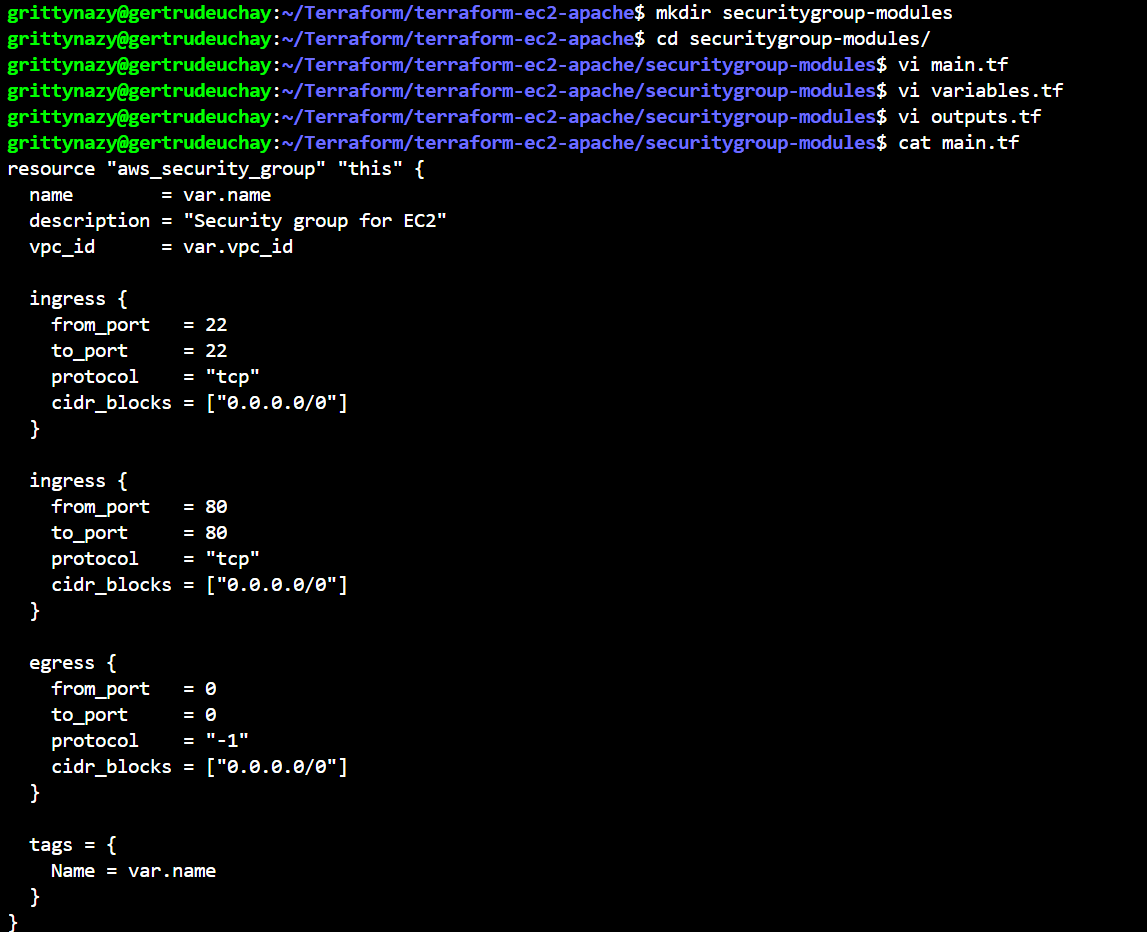 grittynazy@gertrudeuchay:~/Terraform/terraform-ec2-apache$ mkdir securitygroup-modules
grittynazy@gertrudeuchay:~/Terraform/terraform-ec2-apache$ cd securitygroup-modules/
grittynazy@gertrudeuchay:~/Terraform/terraform-ec2-apache/securitygroup-modules$ vi main.tf
grittynazy@gertrudeuchay:~/Terraform/terraform-ec2-apache/securitygroup-modules$ vi variables.tf
grittynazy@gertrudeuchay:~/Terraform/terraform-ec2-apache/securitygroup-modules$ vi outputs.tf
grittynazy@gertrudeuchay:~/Terraform/terraform-ec2-apache/securitygroup-modules$ cat main.tf
resource "aws_security_group" "this" {
  name        = var.name
  description = "Security group for EC2"
  vpc_id      = var.vpc_id

  ingress {
    from_port   = 22
    to_port     = 22
    protocol    = "tcp"
    cidr_blocks = ["0.0.0.0/0"]
  }

  ingress {
    from_port   = 80
    to_port     = 80
    protocol    = "tcp"
    cidr_blocks = ["0.0.0.0/0"]
  }

  egress {
    from_port   = 0
    to_port     = 0
    protocol    = "-1"
    cidr_blocks = ["0.0.0.0/0"]
  }

  tags = {
    Name = var.name
  }
}